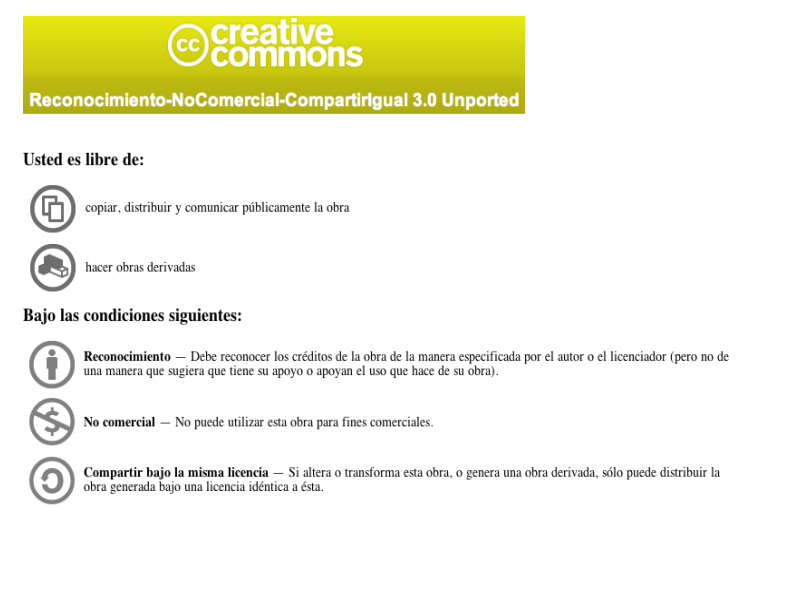 cc creative
commons
Reconocimiento-NoComercial-CompartirIgual 3.0 Unported
Usted es libre de:
copiar, distribuir y comunicar públicamente la obra
hacer obras derivadas
Bajo las condiciones siguientes:
Reconocimiento — Debe reconocer los créditos de la obra de la manera especificada por el autor o el licenciador (pero no de
una manera que sugiera que tiene su apoyo o apoyan el uso que hace de su obra).
No comercial — No puede utilizar esta obra para fines comerciales.
Compartir bajo la misma licencia — Si altera o transforma esta obra, o genera una obra derivada, sólo puede distribuir la
obra generada bajo una licencia idéntica a ésta.